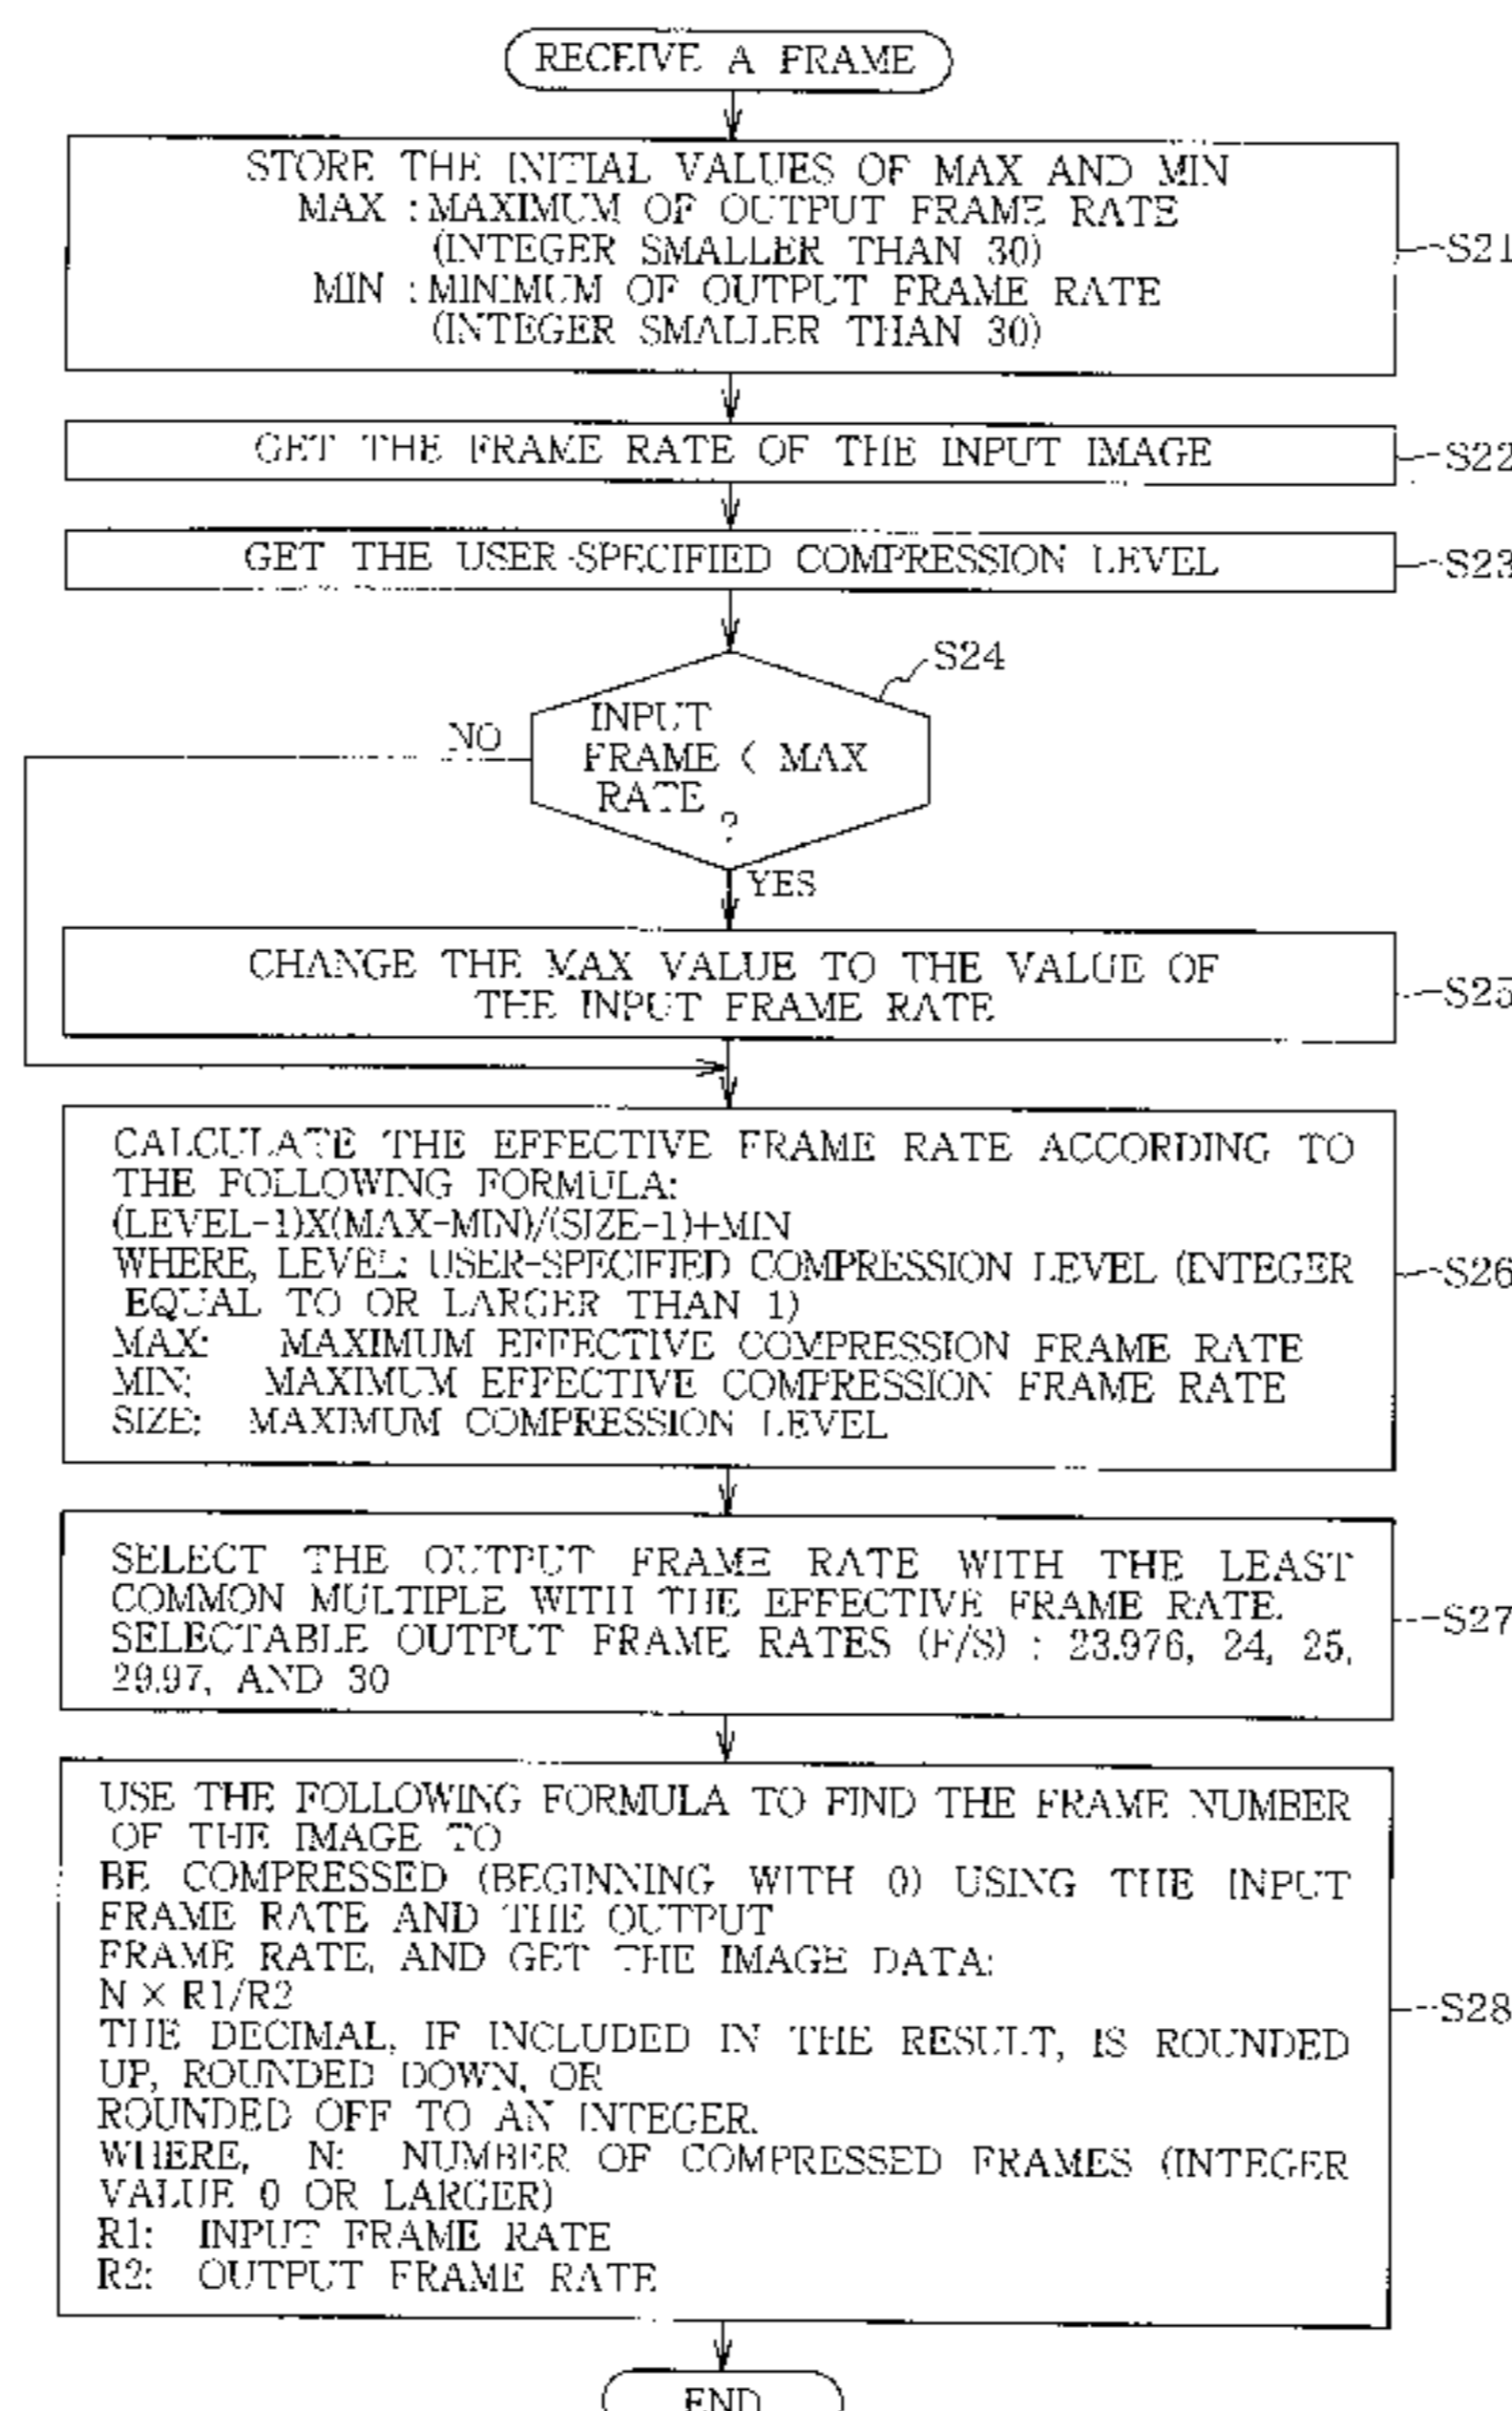 RECEIVE A FRAME
STORE THE INITIAL VALUES OF MAX AND MIN
MAX : MAXIMUM OF OUTPUT FRAME RATE
(INTEGER SMALLER THAN 30)
MIN : MINIMUM OF OUTPUT FRAME RATE
(INTEGER SMALLER THAN 30)
S21
GET THE FRAME RATE OF THE INPUT IMAGE
S22
GET THE USER-SPECIFIED COMPRESSION LEVEL
S23
S24
INPUT
FRAME < MAX
RATE
?
NO
YES
CHANGE THE MAX VALUE TO THE VALUE OF
THE INPUT FRAME RATE
S25
CALCULATE THE EFFECTIVE FRAME RATE ACCORDING TO
THE FOLLOWING FORMULA:
(LEVEL-1)X(MAX-MIN)/(SIZE-1)+MIN
WHERE, LEVEL: USER-SPECIFIED COMPRESSION LEVEL (INTEGER
EQUAL TO OR LARGER THAN 1)
MAX: MAXIMUM EFFECTIVE COMPRESSION FRAME RATE
MIN: MAXIMUM EFFECTIVE COMPRESSION FRAME RATE
SIZE: MAXIMUM COMPRESSION LEVEL
S26
SELECT THE OUTPUT FRAME RATE WITH THE LEAST
COMMON MULTIPLE WITH THE EFFECTIVE FRAME RATE.
SELECTABLE OUTPUT FRAME RATES (F/S) : 23.976, 24, 25,
29.97, AND 30
S27
USE THE FOLLOWING FORMULA TO FIND THE FRAME NUMBER
OF THE IMAGE TO
BE COMPRESSED (BEGINNING WITH 0) USING THE INPUT
FRAME RATE AND THE OUTPUT
FRAME RATE, AND GET THE IMAGE DATA:
N × R1/R2
THE DECIMAL, IF INCLUDED IN THE RESULT, IS ROUNDED
UP, ROUNDED DOWN, OR
ROUNDED OFF TO AN INTEGER.
WHERE, N: NUMBER OF COMPRESSED FRAMES (INTEGER
VALUE 0 OR LARGER)
R1: INPUT FRAME RATE
R2: OUTPUT FRAME RATE
S28
END